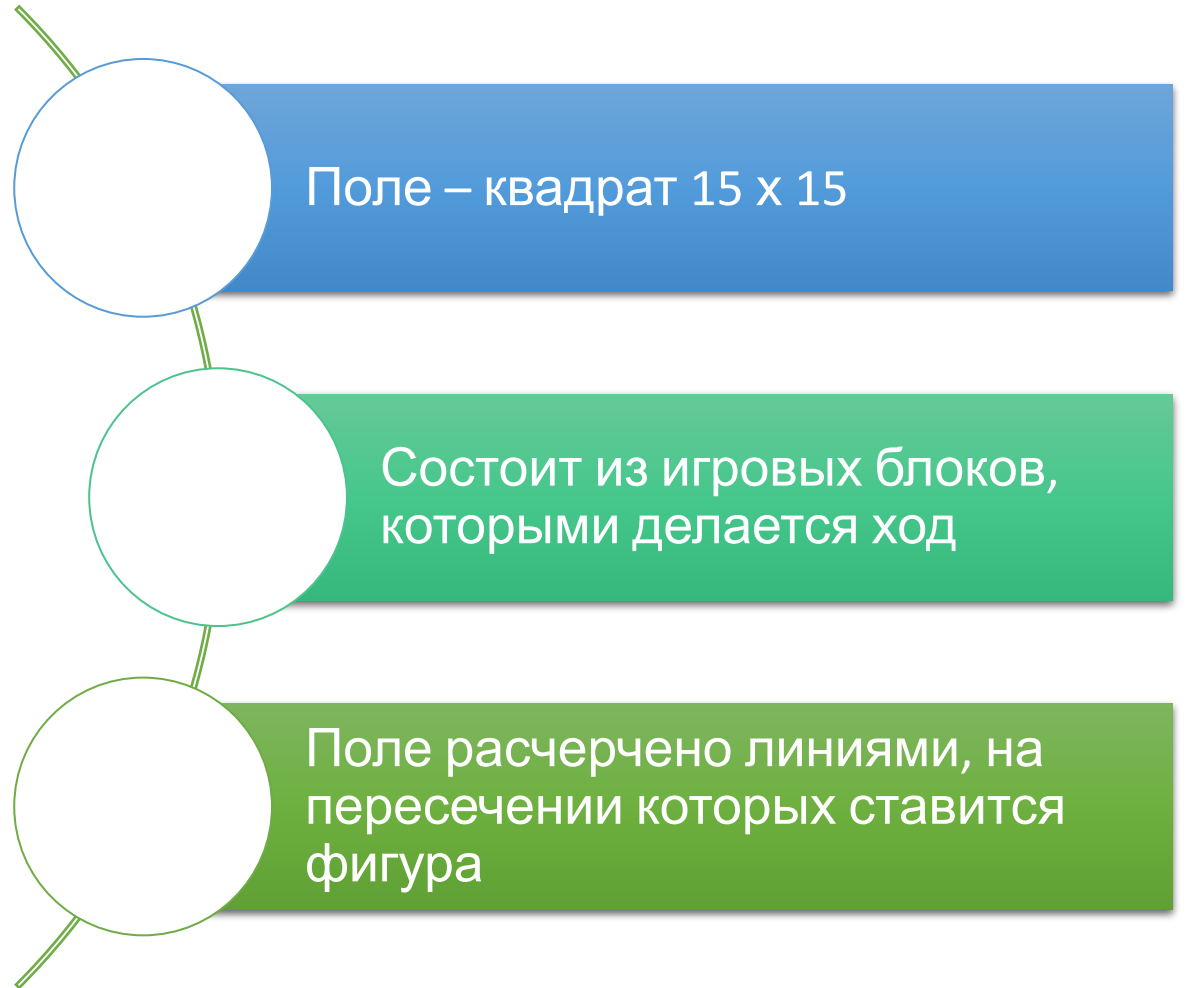 Поле – квадрат 15 x 15
Состоит из игровых блоков,
которыми делается ход
Поле расчерчено линиями, на
пересечении которых ставится
фигура